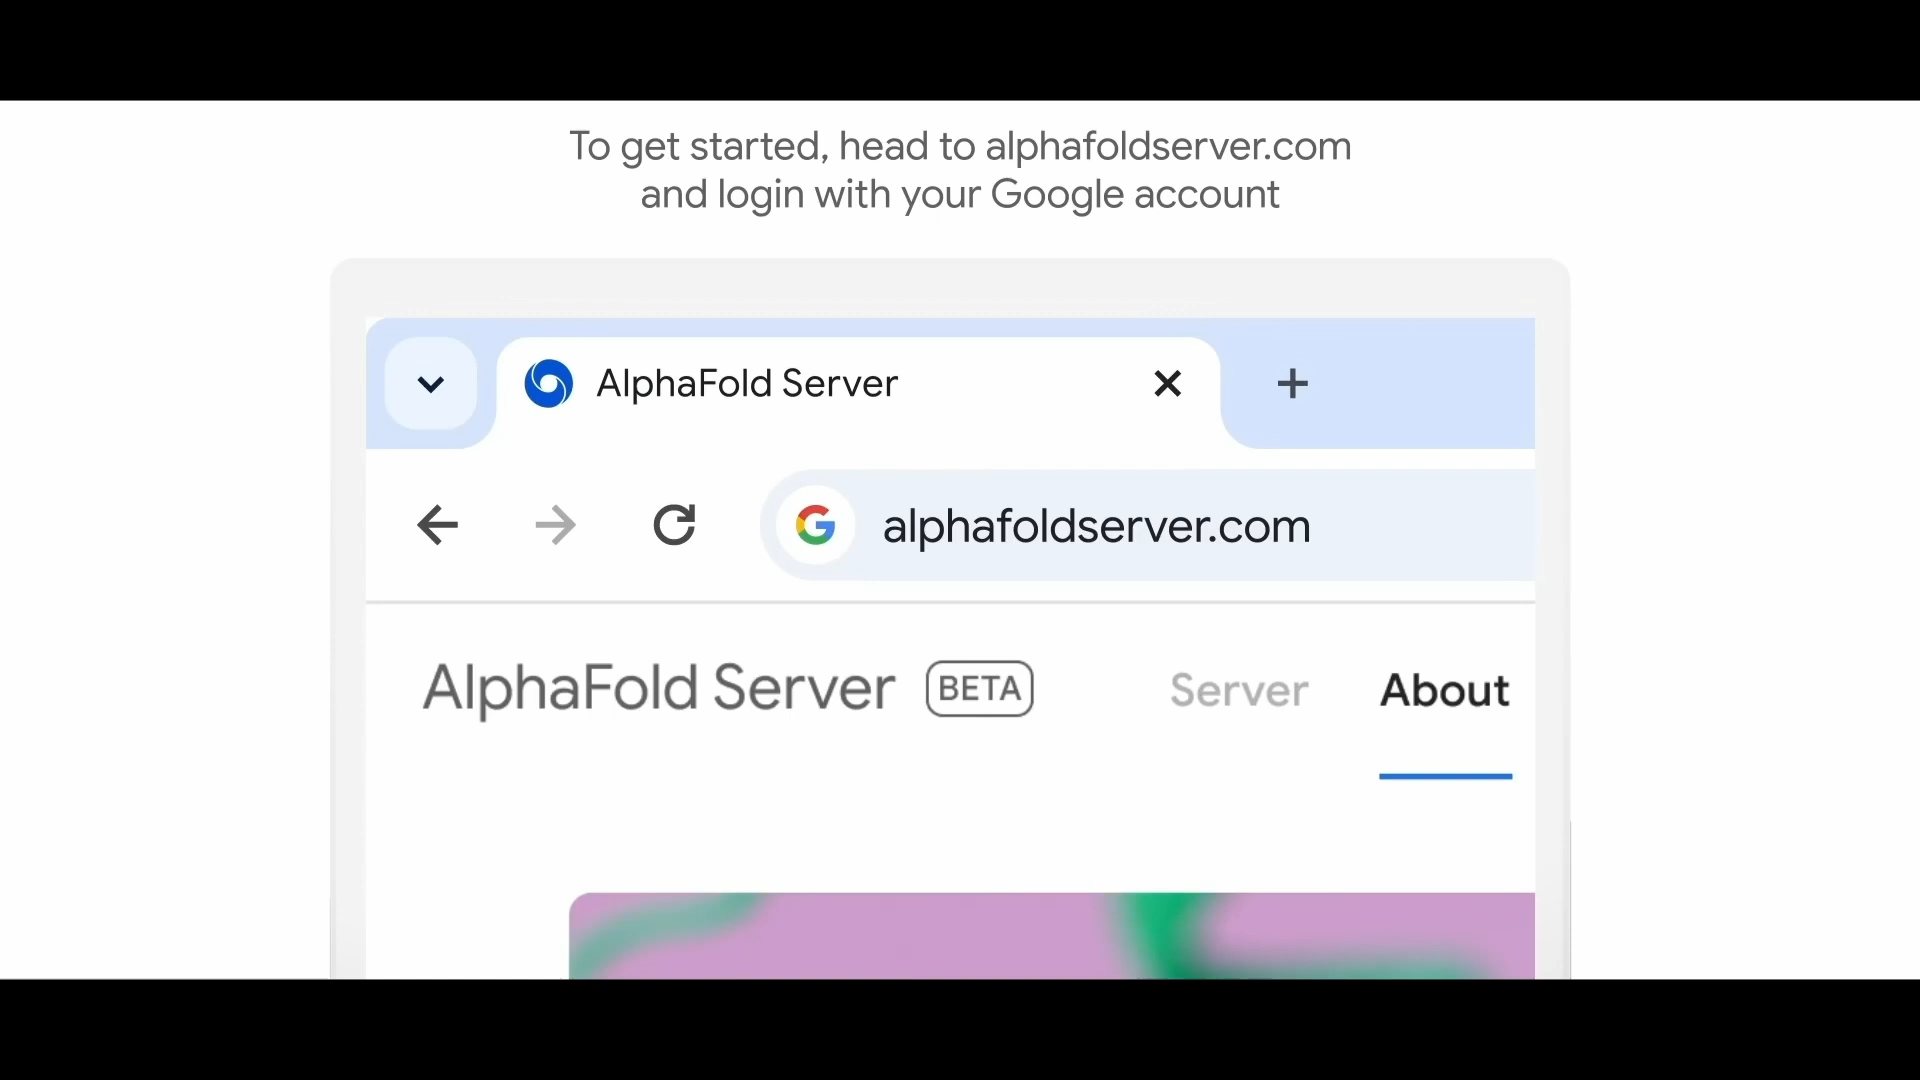 To get started, head to alphafoldserver.com
and login with your Google account
AlphaFold Server
alphafoldserver.com
AlphaFold Server BETA Server About